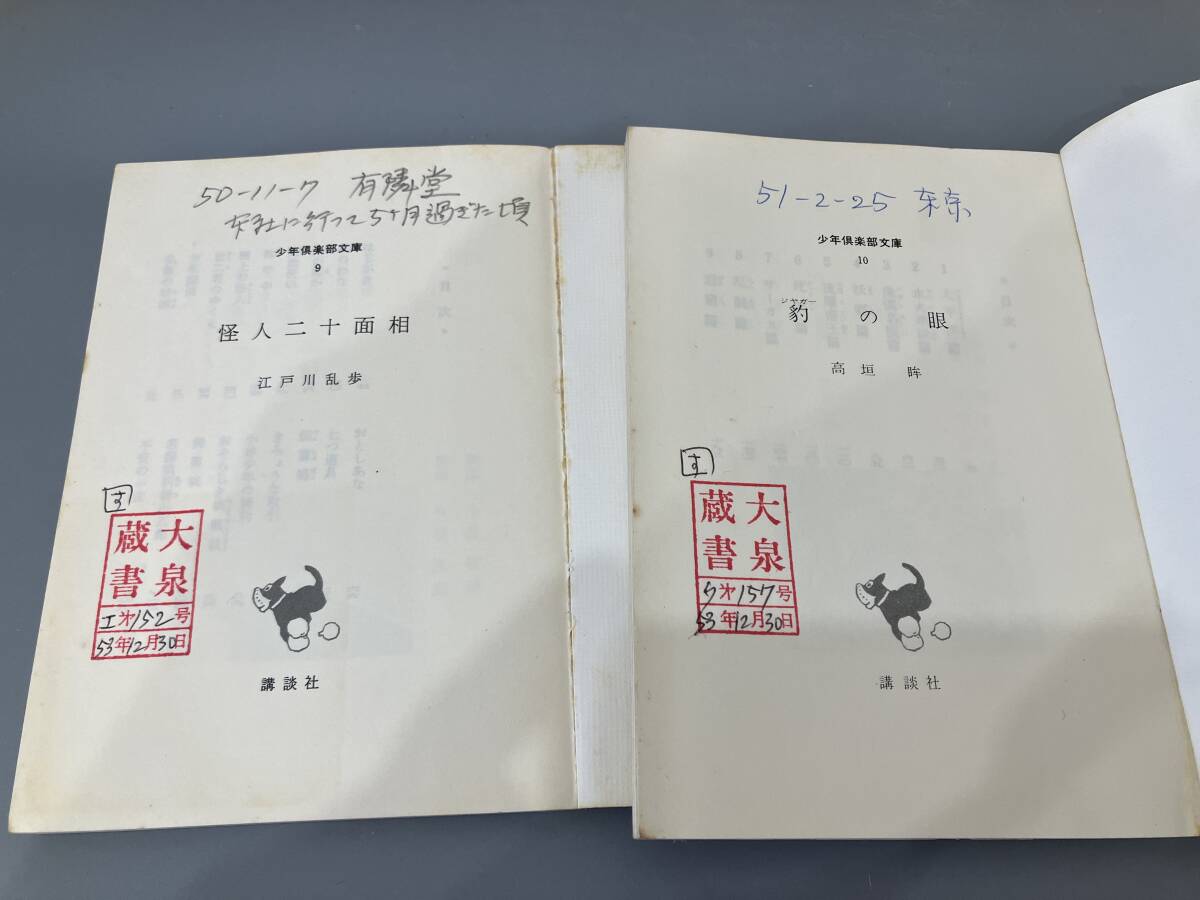 50-11-7 有隣堂
本社に行って5ヶ月過ぎた頃
少年倶楽部文庫
9
怪人二十面相
江戸川乱歩
す
大泉
蔵書
エ第152号
53年12月30日
講談社
51-2-25 東京
少年倶楽部文庫
10
ジャガー
豹の眼
高垣眸
す
大泉
蔵書
ク第157号
53年12月30日
講談社